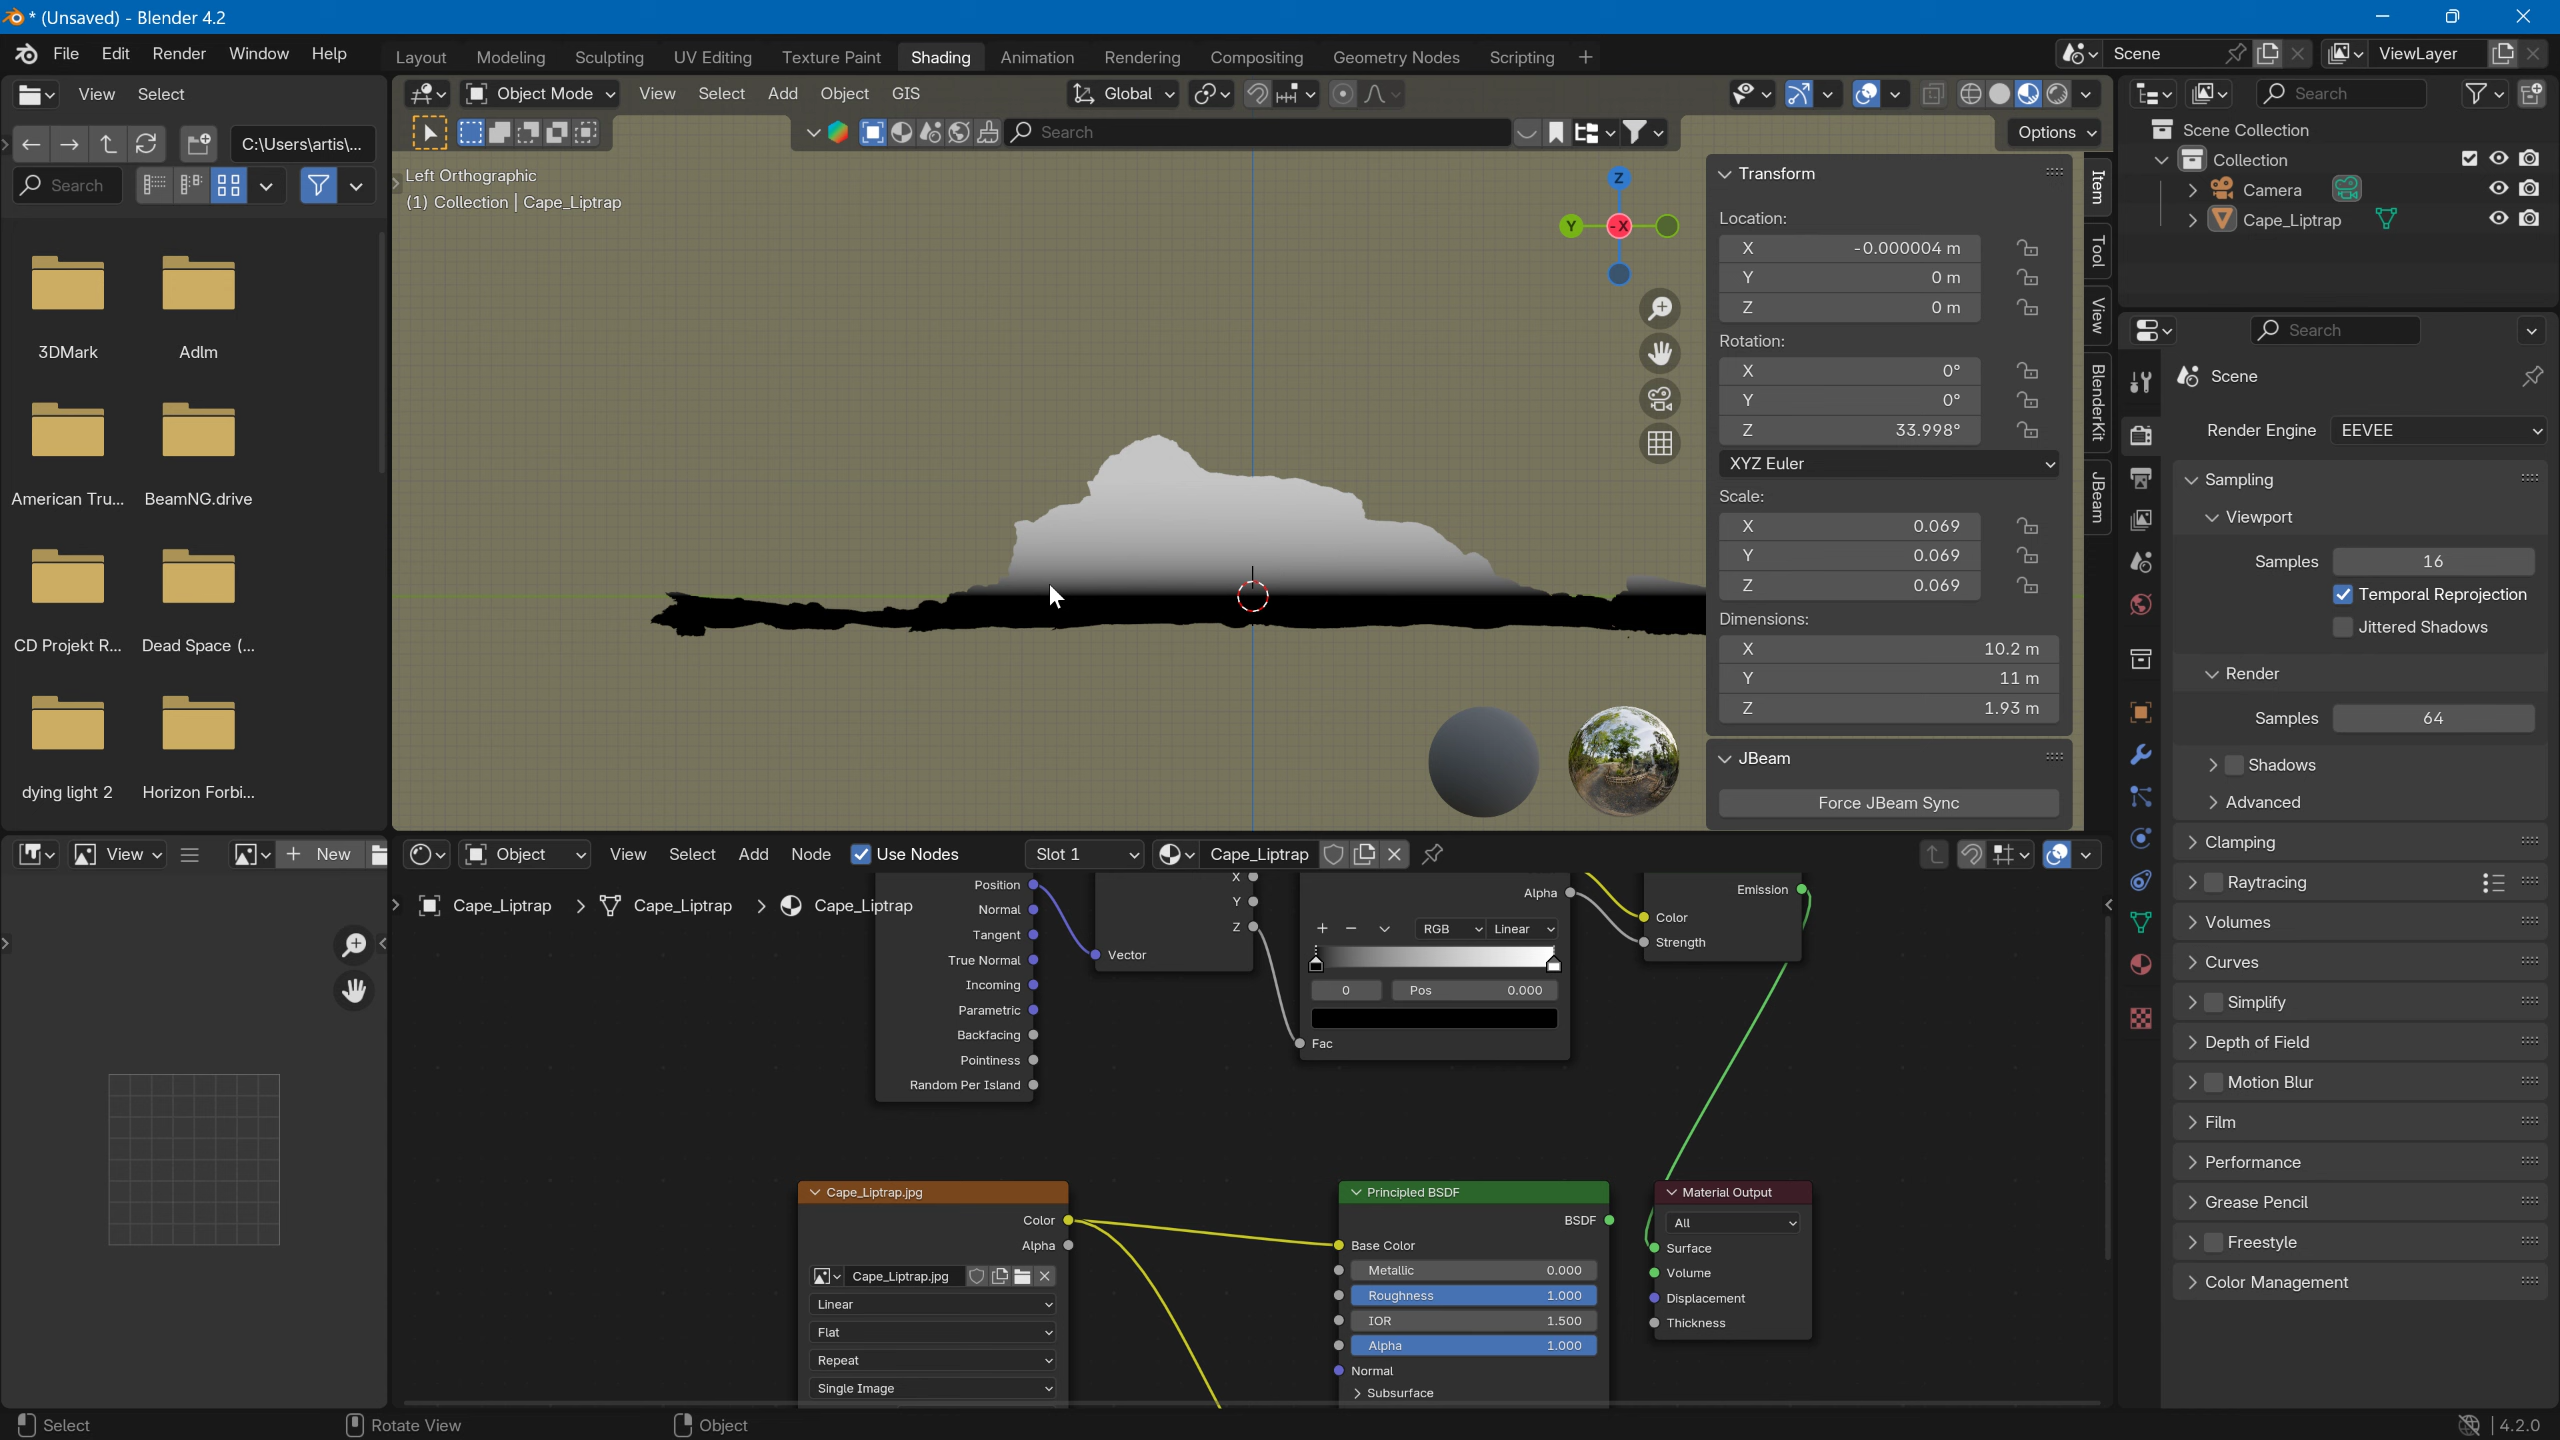 * (Unsaved) - Blender 4.2
File Edit Render Window Help
Layout Modeling Sculpting UV Editing Texture Paint Shading Animation Rendering Compositing Geometry Nodes Scripting +
Scene
ViewLayer
View Select
C:\Users\artis\...
Search
3DMark
Adlm
American Tru...
BeamNG.drive
CD Projekt R...
Dead Space (...
dying light 2
Horizon Forbi...
Object Mode View Select Add Object GIS
Global
Search
Options
Left Orthographic
(1) Collection | Cape_Liptrap
Z
Y
-X
Transform
Location:
X -0.000004 m
Y 0 m
Z 0 m
Rotation:
X 0°
Y 0°
Z 33.998°
XYZ Euler
Scale:
X 0.069
Y 0.069
Z 0.069
Dimensions:
X 10.2 m
Y 11 m
Z 1.93 m
JBeam
Force JBeam Sync
Item
Tool
View
BlenderKit
JBeam
Search
Scene Collection
Collection
Camera
Cape_Liptrap
Search
Scene
Render Engine EEVEE
Sampling
Viewport
Samples 16
Temporal Reprojection
Jittered Shadows
Render
Samples 64
Shadows
Advanced
Clamping
Raytracing
Volumes
Curves
Simplify
Depth of Field
Motion Blur
Film
Performance
Grease Pencil
Freestyle
Color Management
View
+ New
Object View Select Add Node Use Nodes
Slot 1
Cape_Liptrap
Cape_Liptrap > Cape_Liptrap > Cape_Liptrap
Position
Normal
Tangent
True Normal
Incoming
Parametric
Backfacing
Pointiness
Random Per Island
X
Y
Z
Vector
Alpha
RGB Linear
0 Pos 0.000
Fac
Emission
Color
Strength
Cape_Liptrap.jpg
Color
Alpha
Cape_Liptrap.jpg
Linear
Flat
Repeat
Single Image
Principled BSDF
BSDF
Base Color
Metallic 0.000
Roughness 1.000
IOR 1.500
Alpha 1.000
Normal
Subsurface
Material Output
All
Surface
Volume
Displacement
Thickness
Select
Rotate View
Object
4.2.0